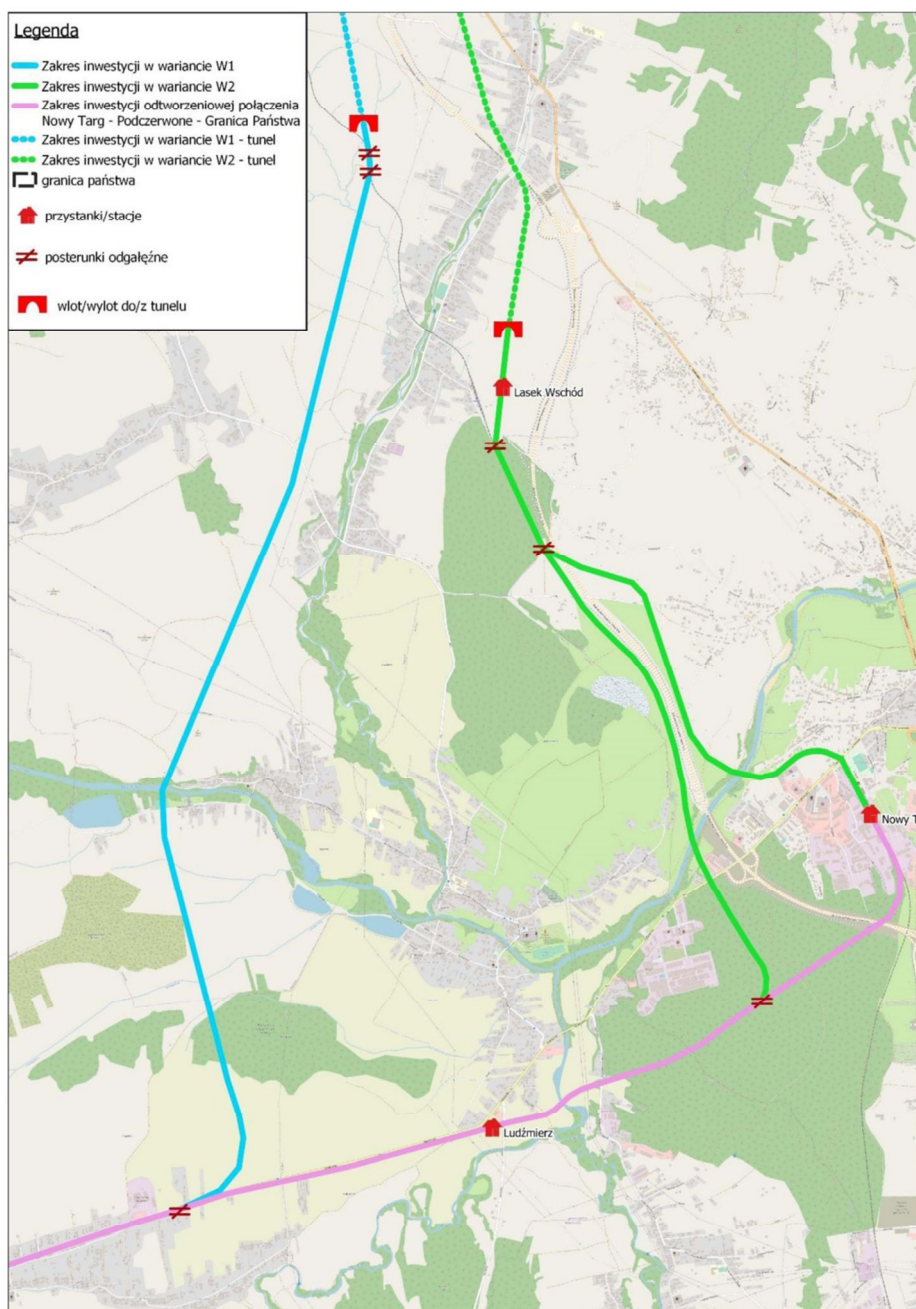 Legenda
Zakres inwestycji w wariancie W1
Zakres inwestycji w wariancie W2
Zakres inwestycji odtworzeniowej połączenia
Nowy Targ - Podczerwone - Granica Państwa
Zakres inwestycji w wariancie W1 - tunel
Zakres inwestycji w wariancie W2 - tunel
granica państwa
przystanki/stacje
posterunki odgałęźne
wlot/wylot do/z tunelu
Lasek Wschód
Nowy T
Ludźmierz